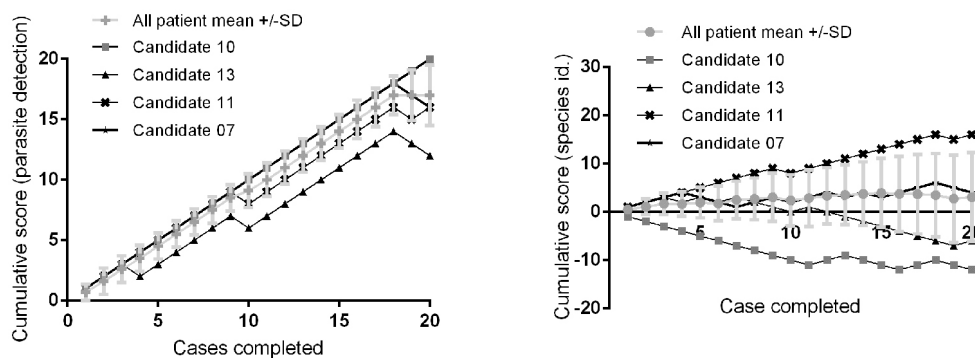 All patient mean +/-SD
Candidate 10
Candidate 13
Candidate 11
Candidate 07
Cumulative score (parasite detection)
20
15
10
5
0
0 5 10 15 20
Cases completed
All patient mean +/-SD
Candidate 10
Candidate 13
Candidate 11
Candidate 07
Cumulative score (species id.)
30
20
10
0
-10
-20
5 10 15 20
Case completed